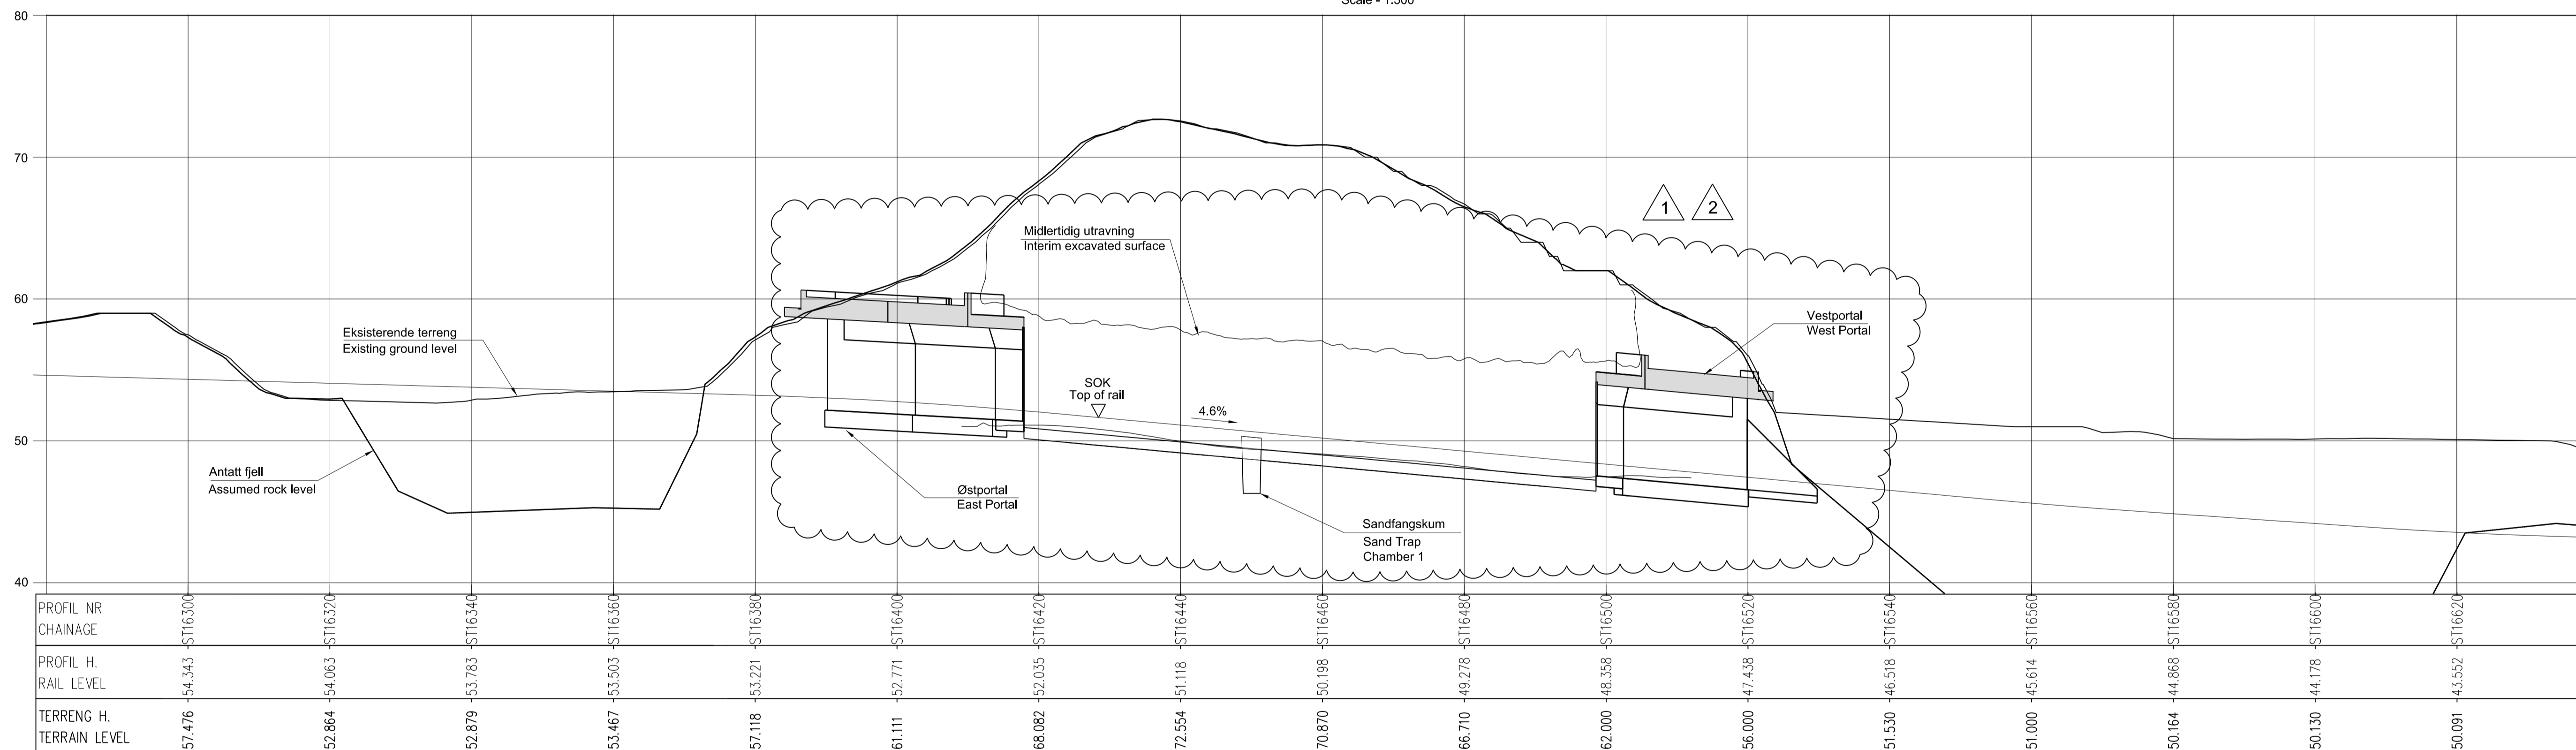 Scale - 1:500
80
70
60
50
40
Eksisterende terreng
Existing ground level
Antatt fjell
Assumed rock level
Midlertidig utravning
Interim excavated surface
SOK
Top of rail
4.6%
Østportal
East Portal
Sandfangskum
Sand Trap
Chamber 1
1 2
Vestportal
West Portal
PROFIL NR
CHAINAGE
ST16300 ST16320 ST16340 ST16360 ST16380 ST16400 ST16420 ST16440 ST16460 ST16480 ST16500 ST16520 ST16540 ST16560 ST16580 ST16600 ST16620
PROFIL H.
RAIL LEVEL
54.343 54.063 53.783 53.503 53.221 52.771 52.035 51.118 50.198 49.278 48.358 47.438 46.518 45.614 44.868 44.178 43.552
TERRENG H.
TERRAIN LEVEL
57.476 52.864 52.879 53.467 57.118 61.111 68.082 72.554 70.870 66.710 62.000 56.000 51.530 51.000 50.164 50.130 50.091